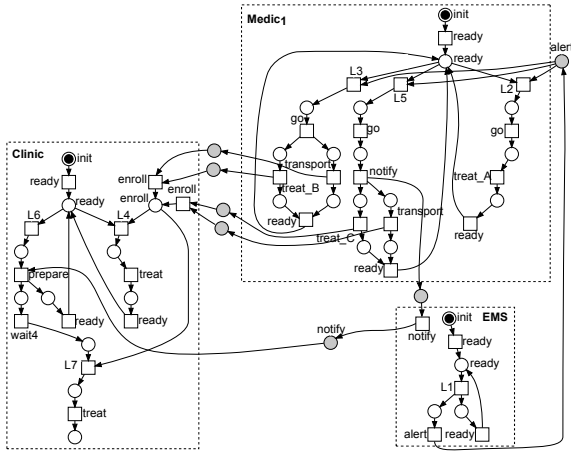 Medic1
init
ready
ready
alert
L3
L5
L2
go
go
go
transport
notify
treat_A
treat_B
transport
ready
treat_C
ready
ready
Clinic
init
ready
enroll
enroll
enroll
ready
L6
L4
prepare
treat
wait4
ready
ready
L7
treat
notify
notify
EMS
init
ready
ready
L1
alert
ready